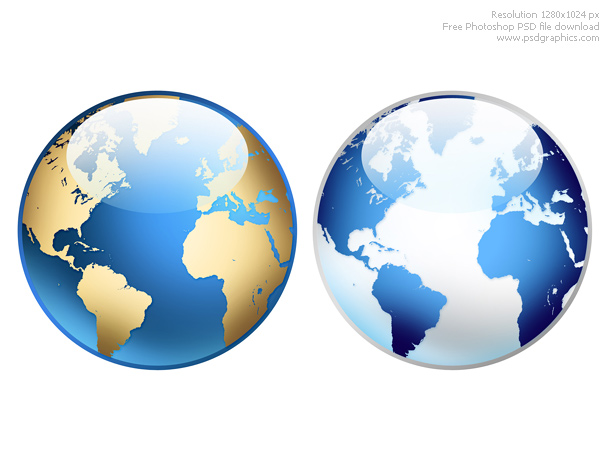 Resolution 1280x1024 px
Free Photoshop PSD file download
www.psdgraphics.com